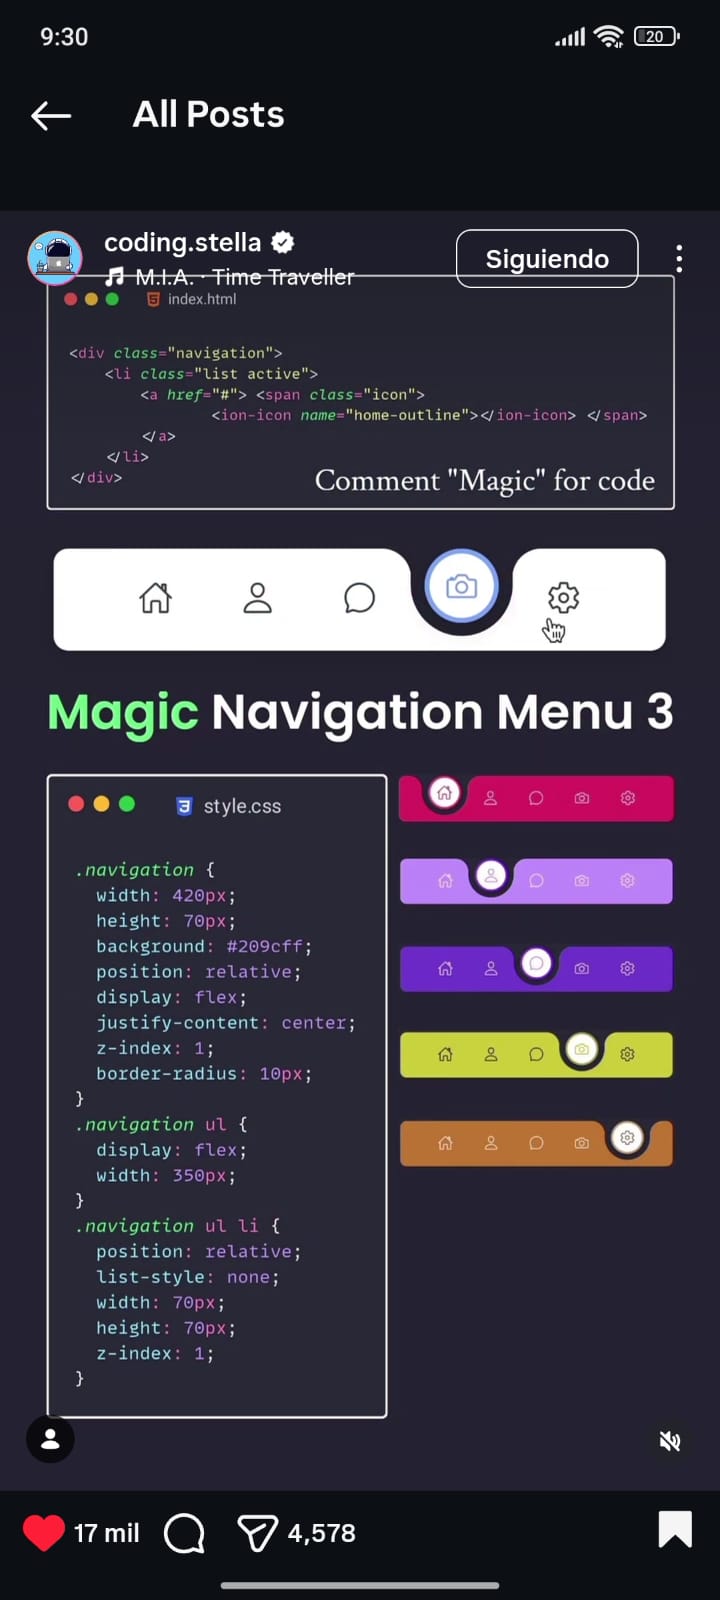 9:30
20
All Posts
coding.stella
M.I.A. · Time Traveller
Siguiendo
index.html
<div class="navigation">
<li class="list active">
<a href="#"> <span class="icon">
<ion-icon name="home-outline"></ion-icon> </span>
</a>
</li>
</div>
Comment "Magic" for code
Magic Navigation Menu 3
style.css
.navigation {
width: 420px;
height: 70px;
background: #209cff;
position: relative;
display: flex;
justify-content: center;
z-index: 1;
border-radius: 10px;
}
.navigation ul {
display: flex;
width: 350px;
}
.navigation ul li {
position: relative;
list-style: none;
width: 70px;
height: 70px;
z-index: 1;
}
17 mil
4,578